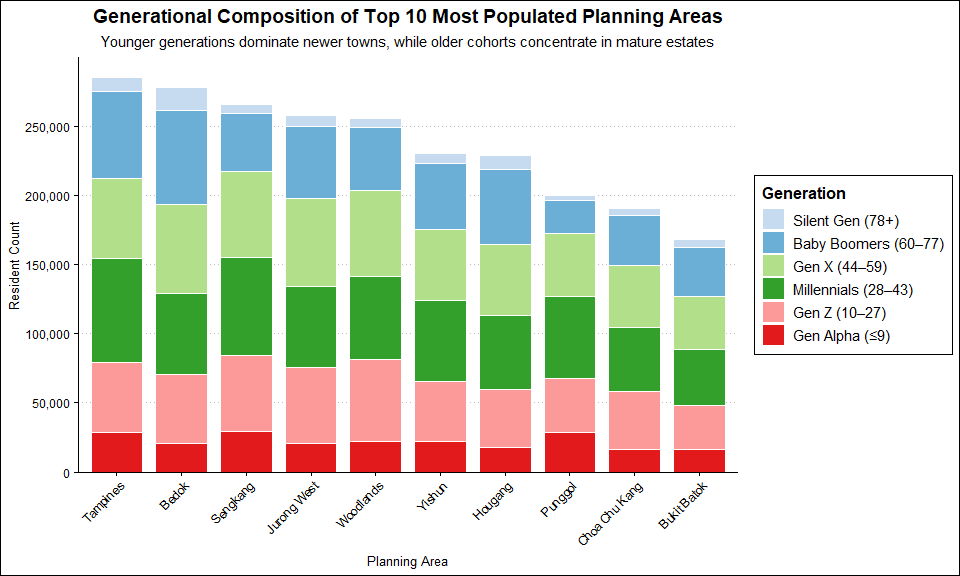 Generational Composition of Top 10 Most Populated Planning Areas
Younger generations dominate newer towns, while older cohorts concentrate in mature estates
Resident Count
250,000
200,000
150,000
100,000
50,000
0
Tampines
Bedok
Sengkang
Jurong West
Woodlands
Yishun
Hougang
Punggol
Choa Chu Kang
Bukit Batok
Planning Area
Generation
Silent Gen (78+)
Baby Boomers (60–77)
Gen X (44–59)
Millennials (28–43)
Gen Z (10–27)
Gen Alpha (≤9)